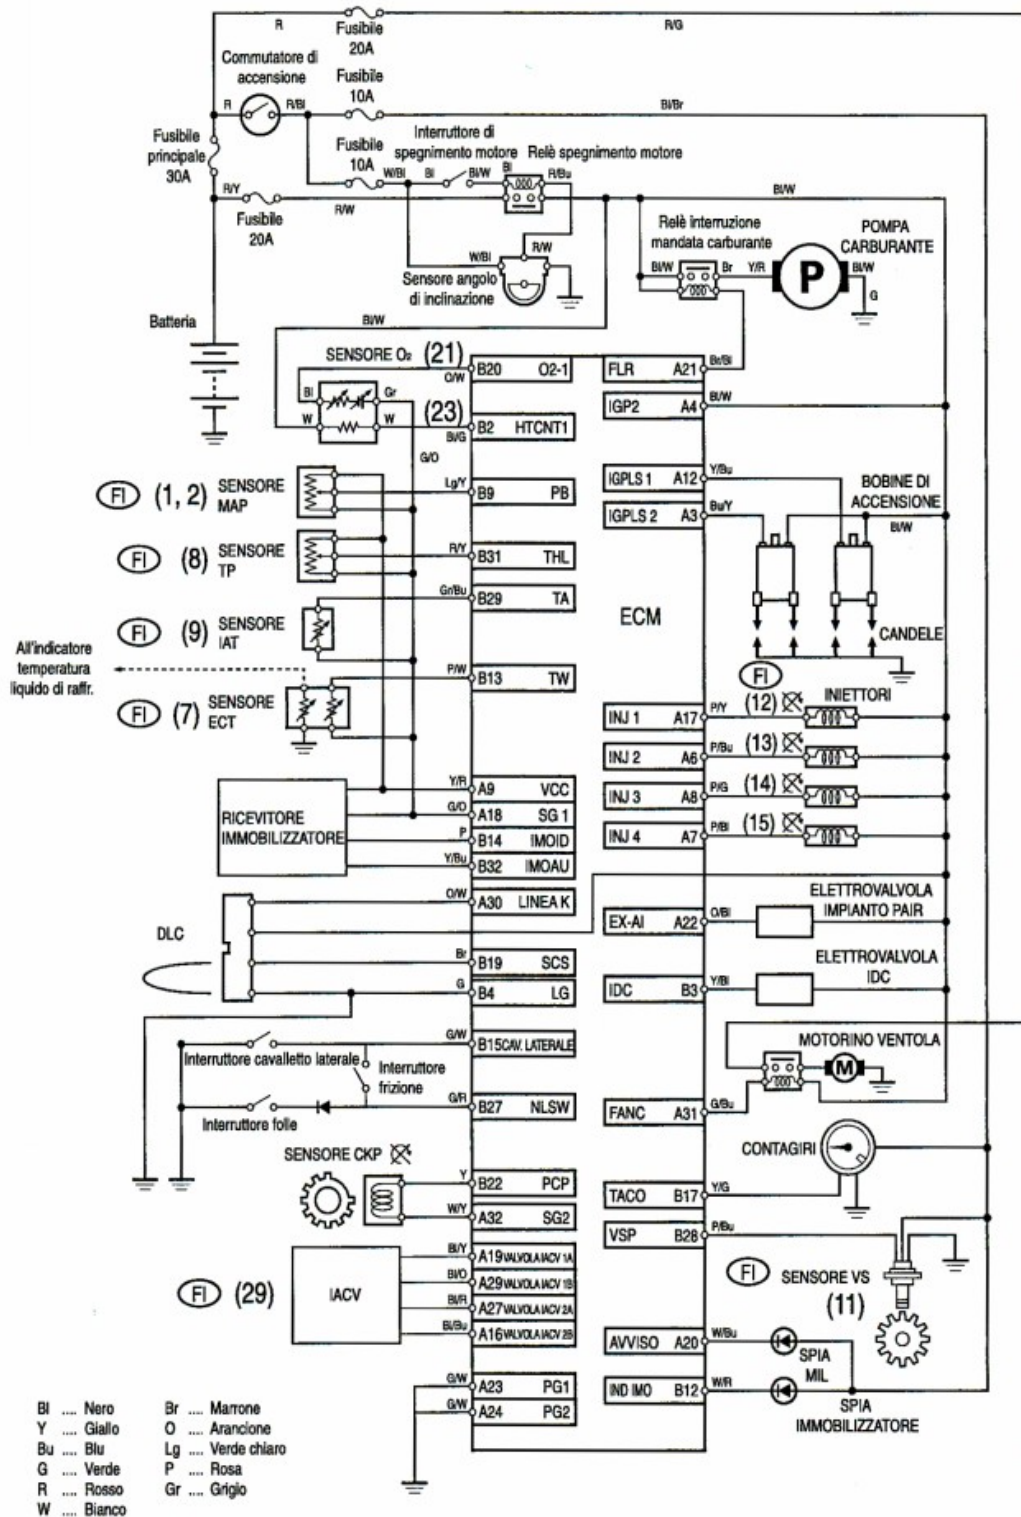 R
Fusibile
20A
R/G
Commutatore di
accensione
R
R/Bl
Fusibile
10A
Bl/Br
Fusibile
principale
30A
Fusibile
10A
W/Bl
Interruttore di
spegnimento motore
Bl
Bl/W
Relè spegnimento motore
Bl
R/Bu
Bl/W
R/Y
Fusibile
20A
R/W
W/Bl
R/W
Sensore angolo
di inclinazione
Relè interruzione
mandata carburante
Bl/W
Br
Y/R
POMPA
CARBURANTE
P
Bl/W
G
Batteria
Bl/W
SENSORE O₂ (21)
O/W
B20 O2-1
FLR A21
Br/Bl
Bl
Gr
W
W
(23)
Bl/G
B2 HTCNT1
IGP2 A4
Bl/W
G/O
FI (1, 2) SENSORE
MAP
Lg/Y
B9 PB
IGPLS 1 A12
Y/Bu
IGPLS 2 A3
Bu/Y
BOBINE DI
ACCENSIONE
Bl/W
FI (8) SENSORE
TP
R/Y
B31 THL
FI (9) SENSORE
IAT
Gr/Bu
B29 TA
ECM
CANDELE
All'indicatore
temperatura
liquido di raffr.
FI (7) SENSORE
ECT
P/W
B13 TW
FI
INIETTORI
INJ 1 A17 P/Y (12)
INJ 2 A6 P/Bu (13)
INJ 3 A8 P/G (14)
INJ 4 A7 P/Bl (15)
RICEVITORE
IMMOBILIZZATORE
Y/R A9 VCC
G/O A18 SG 1
P B14 IMOID
Y/Bu B32 IMOAU
DLC
O/W A30 LINEA K
Br B19 SCS
G B4 LG
EX-AI A22 O/Bl
ELETTROVALVOLA
IMPIANTO PAIR
IDC B3 Y/Bl
ELETTROVALVOLA
IDC
G/W B15 CAV. LATERALE
Interruttore cavalletto laterale
Interruttore
frizione
G/R B27 NLSW
Interruttore folle
MOTORINO VENTOLA
M
FANC A31 G/Bu
SENSORE CKP
Y B22 PCP
W/Y A32 SG2
CONTAGIRI
TACO B17 Y/G
VSP B28 P/Bu
FI SENSORE VS
(11)
FI (29) IACV
Bl/Y A19 VALVOLA IACV 1A
Bl/O A29 VALVOLA IACV 1B
Bl/R A27 VALVOLA IACV 2A
Bl/Bu A16 VALVOLA IACV 2B
AVVISO A20 W/Bu
SPIA
MIL
IND IMO B12 W/R
SPIA
IMMOBILIZZATORE
G/W A23 PG1
G/W A24 PG2
Bl .... Nero
Y .... Giallo
Bu .... Blu
G .... Verde
R .... Rosso
W .... Bianco
Br .... Marrone
O .... Arancione
Lg .... Verde chiaro
P .... Rosa
Gr .... Grigio